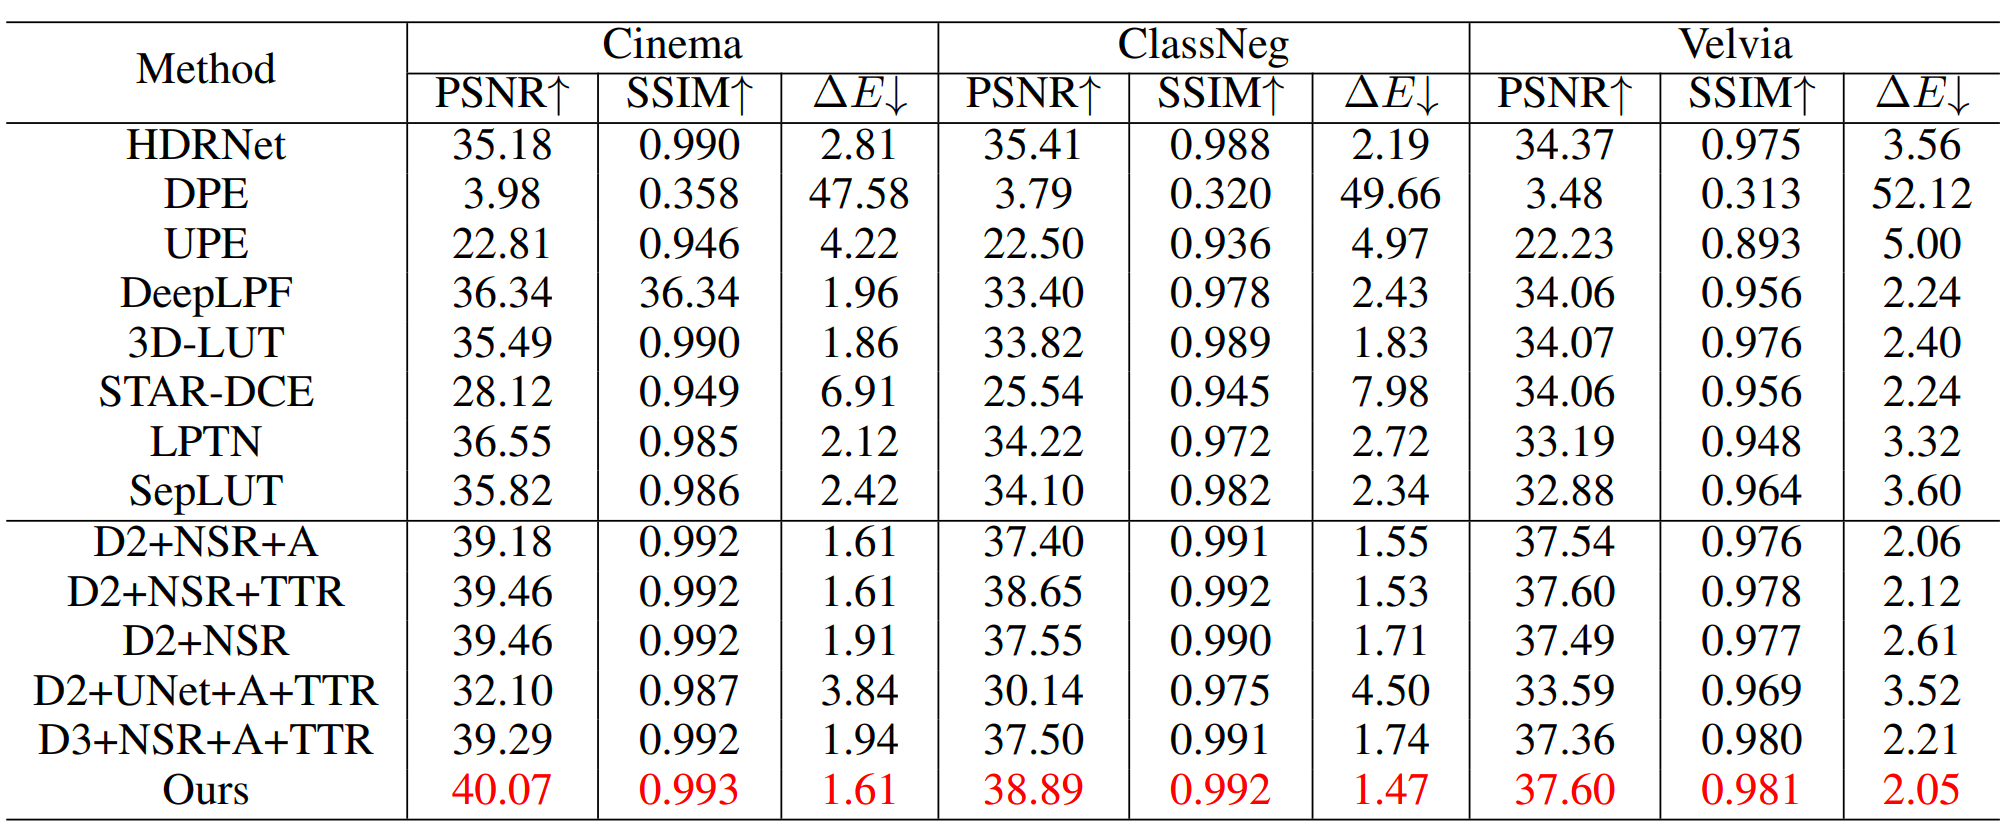 Method Cinema ClassNeg Velvia
PSNR↑ SSIM↑ ΔE↓ PSNR↑ SSIM↑ ΔE↓ PSNR↑ SSIM↑ ΔE↓
HDRNet 35.18 0.990 2.81 35.41 0.988 2.19 34.37 0.975 3.56
DPE 3.98 0.358 47.58 3.79 0.320 49.66 3.48 0.313 52.12
UPE 22.81 0.946 4.22 22.50 0.936 4.97 22.23 0.893 5.00
DeepLPF 36.34 36.34 1.96 33.40 0.978 2.43 34.06 0.956 2.24
3D-LUT 35.49 0.990 1.86 33.82 0.989 1.83 34.07 0.976 2.40
STAR-DCE 28.12 0.949 6.91 25.54 0.945 7.98 34.06 0.956 2.24
LPTN 36.55 0.985 2.12 34.22 0.972 2.72 33.19 0.948 3.32
SepLUT 35.82 0.986 2.42 34.10 0.982 2.34 32.88 0.964 3.60
D2+NSR+A 39.18 0.992 1.61 37.40 0.991 1.55 37.54 0.976 2.06
D2+NSR+TTR 39.46 0.992 1.61 38.65 0.992 1.53 37.60 0.978 2.12
D2+NSR 39.46 0.992 1.91 37.55 0.990 1.71 37.49 0.977 2.61
D2+UNet+A+TTR 32.10 0.987 3.84 30.14 0.975 4.50 33.59 0.969 3.52
D3+NSR+A+TTR 39.29 0.992 1.94 37.50 0.991 1.74 37.36 0.980 2.21
Ours 40.07 0.993 1.61 38.89 0.992 1.47 37.60 0.981 2.05